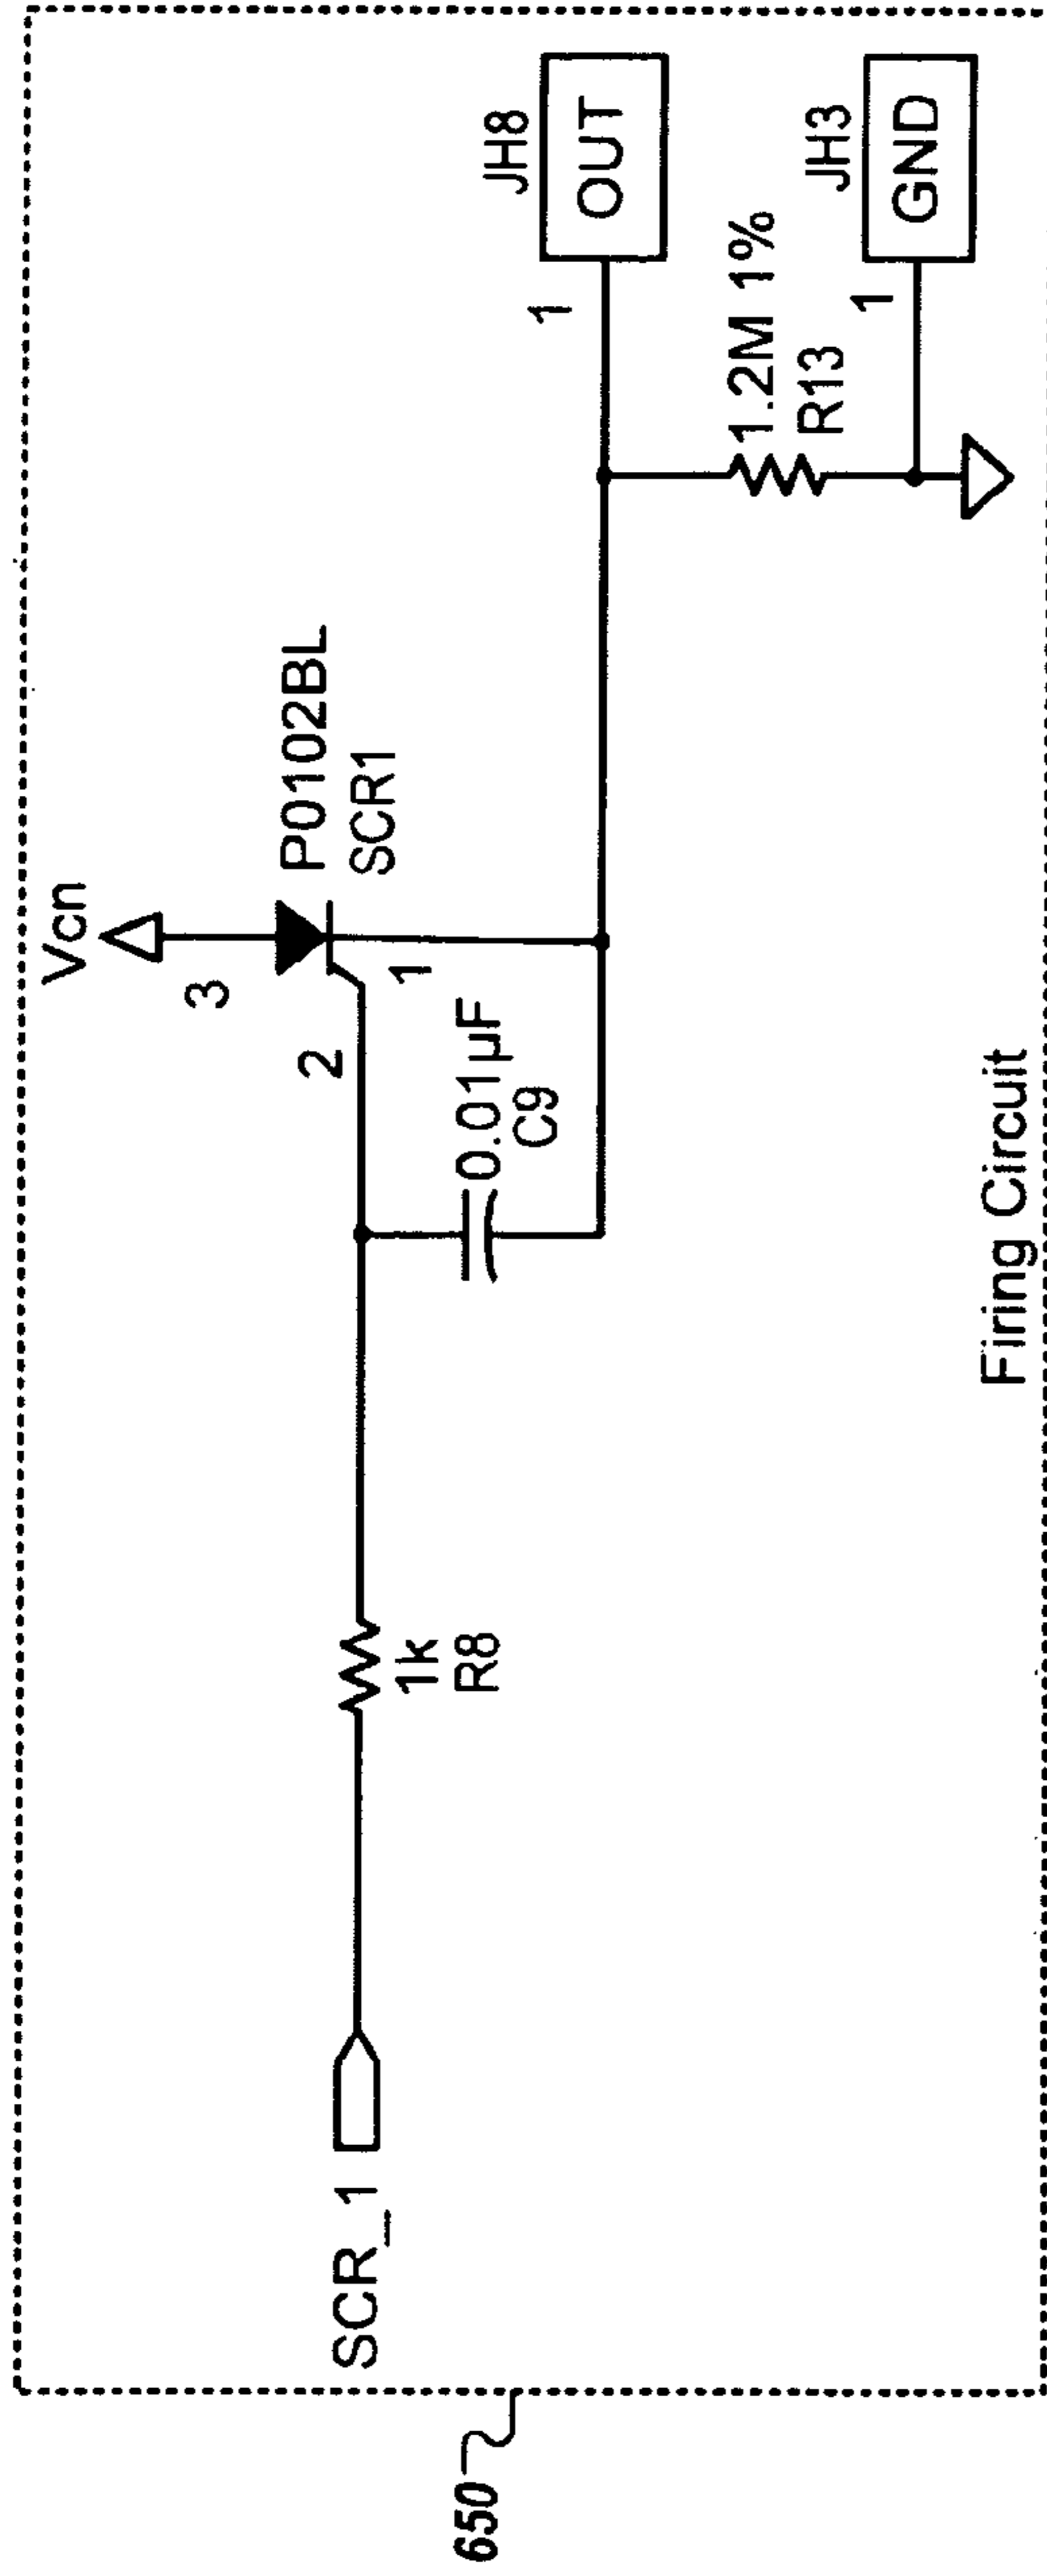 Vcn
3
P0102BL
SCR1
2
1
0.01µF
C9
SCR_1
1k
R8
JH8
OUT
1
1.2M 1%
R13
JH3
GND
1
Firing Circuit
650